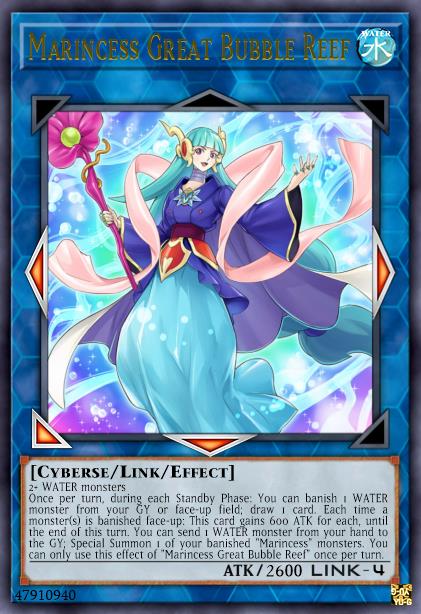 Marincess Great Bubble Reef
WATER
水
[Cyberse/Link/Effect]
2+ WATER monsters
Once per turn, during each Standby Phase: You can banish 1 WATER
monster from your GY or face-up field; draw 1 card. Each time a
monster(s) is banished face-up: This card gains 600 ATK for each, until
the end of this turn. You can send 1 WATER monster from your hand to
the GY; Special Summon 1 of your banished "Marincess" monsters. You
can only use this effect of "Marincess Great Bubble Reef" once per turn.
ATK/2600 LINK-4
47910940